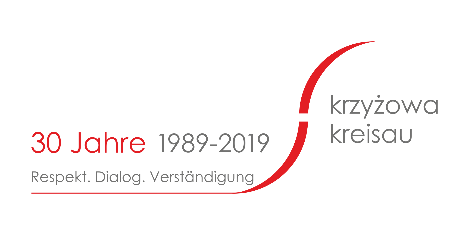 30 Jahre 1989-2019
Respekt. Dialog. Verständigung
krzyżowa
kreisau